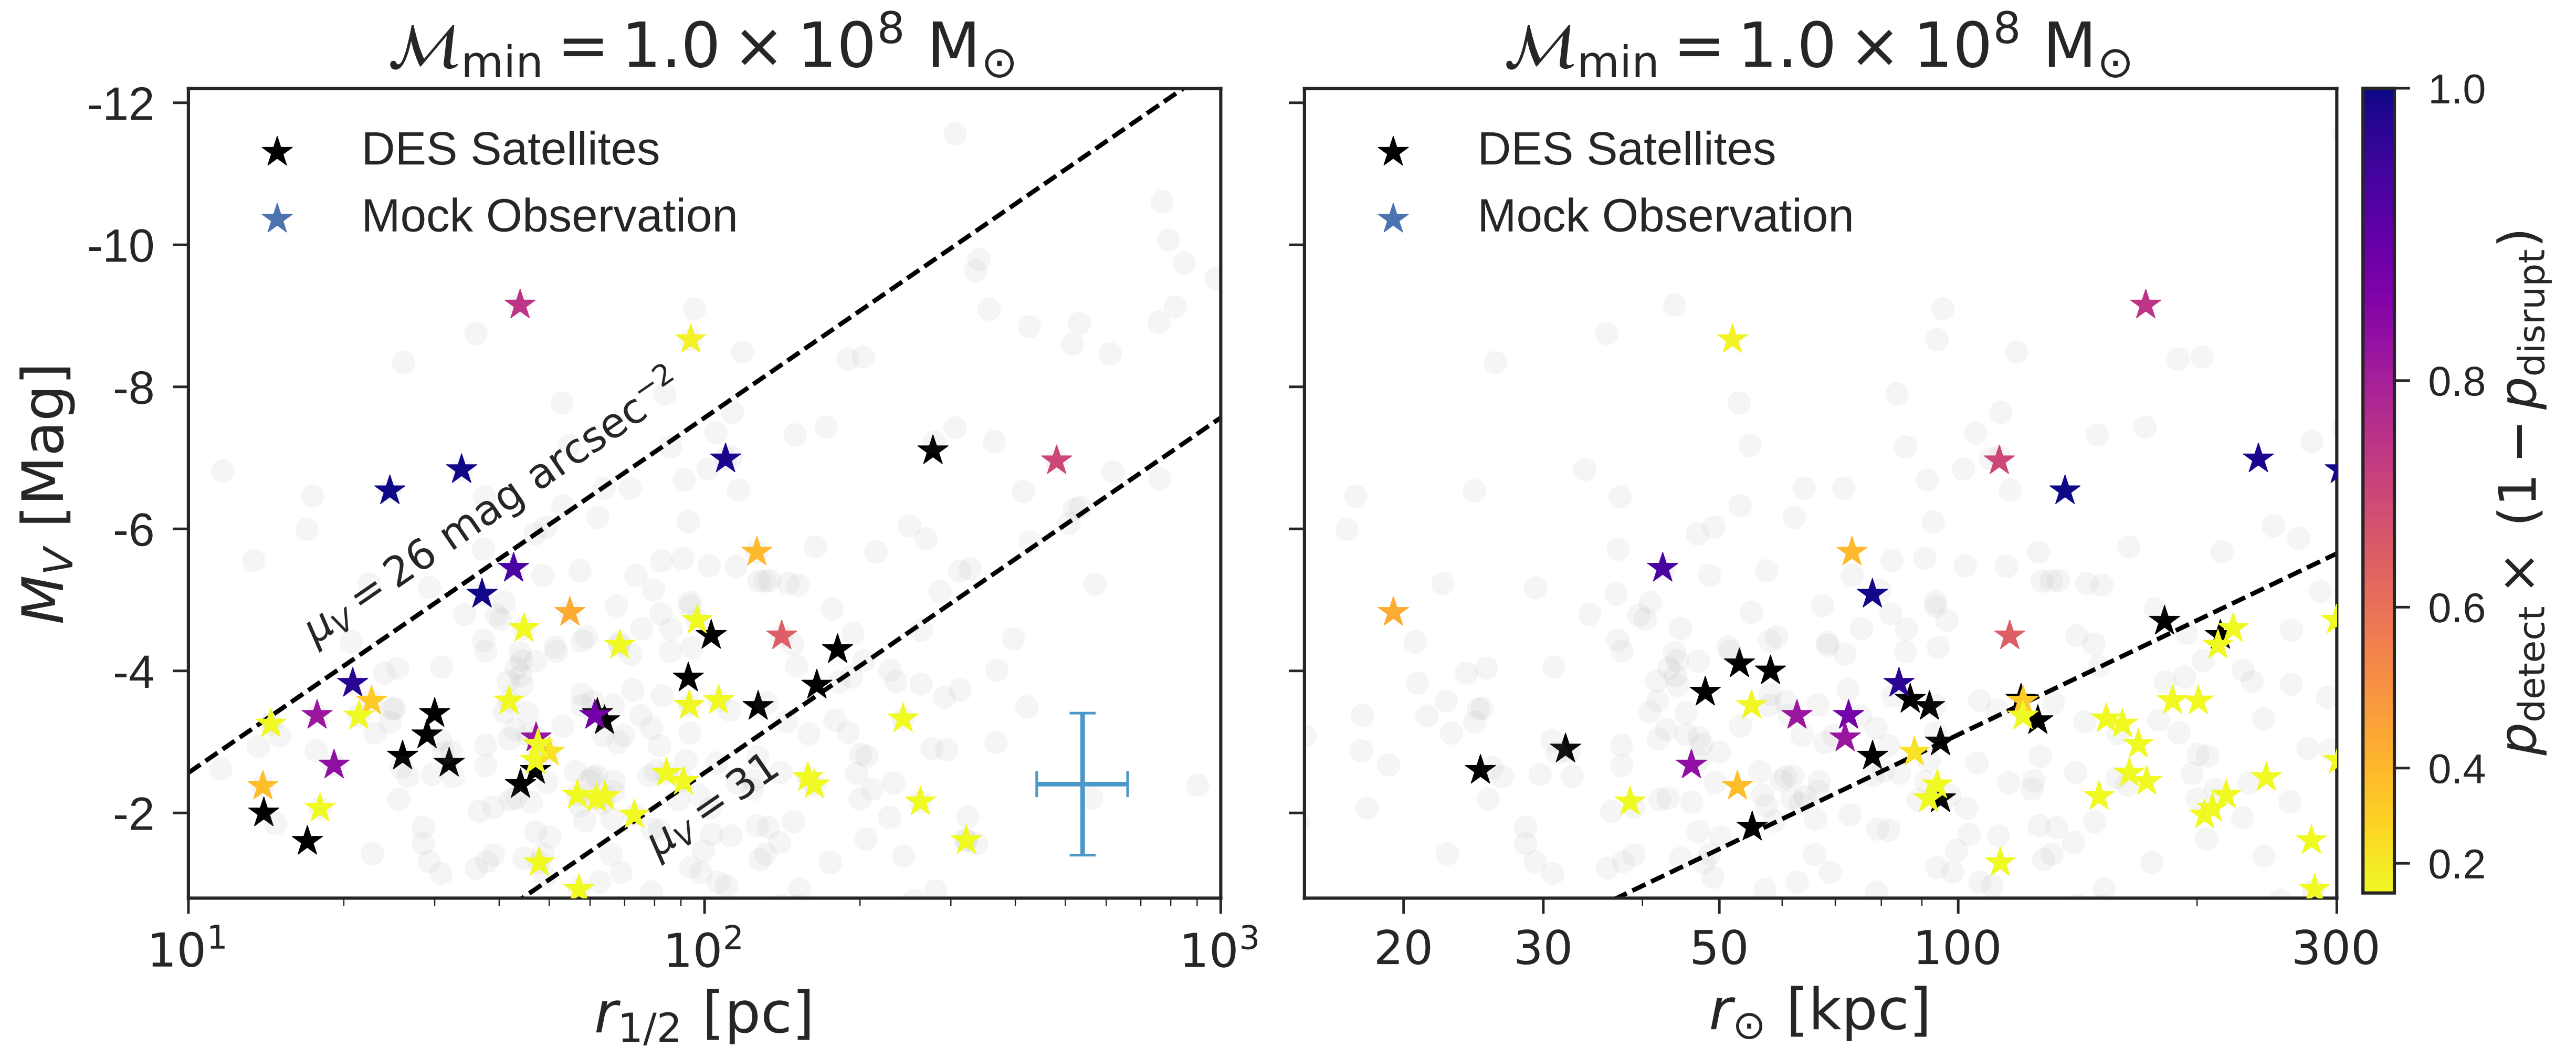 ℳmin = 1.0 × 10⁸ M⊙
DES Satellites
Mock Observation
μV = 26 mag arcsec⁻²
μV = 31
-12
-10
-8
-6
-4
-2
MV [Mag]
10¹
10²
10³
r1/2 [pc]
ℳmin = 1.0 × 10⁸ M⊙
DES Satellites
Mock Observation
20
30
50
100
300
r⊙ [kpc]
1.0
0.8
0.6
0.4
0.2
pdetect × (1 − pdisrupt)